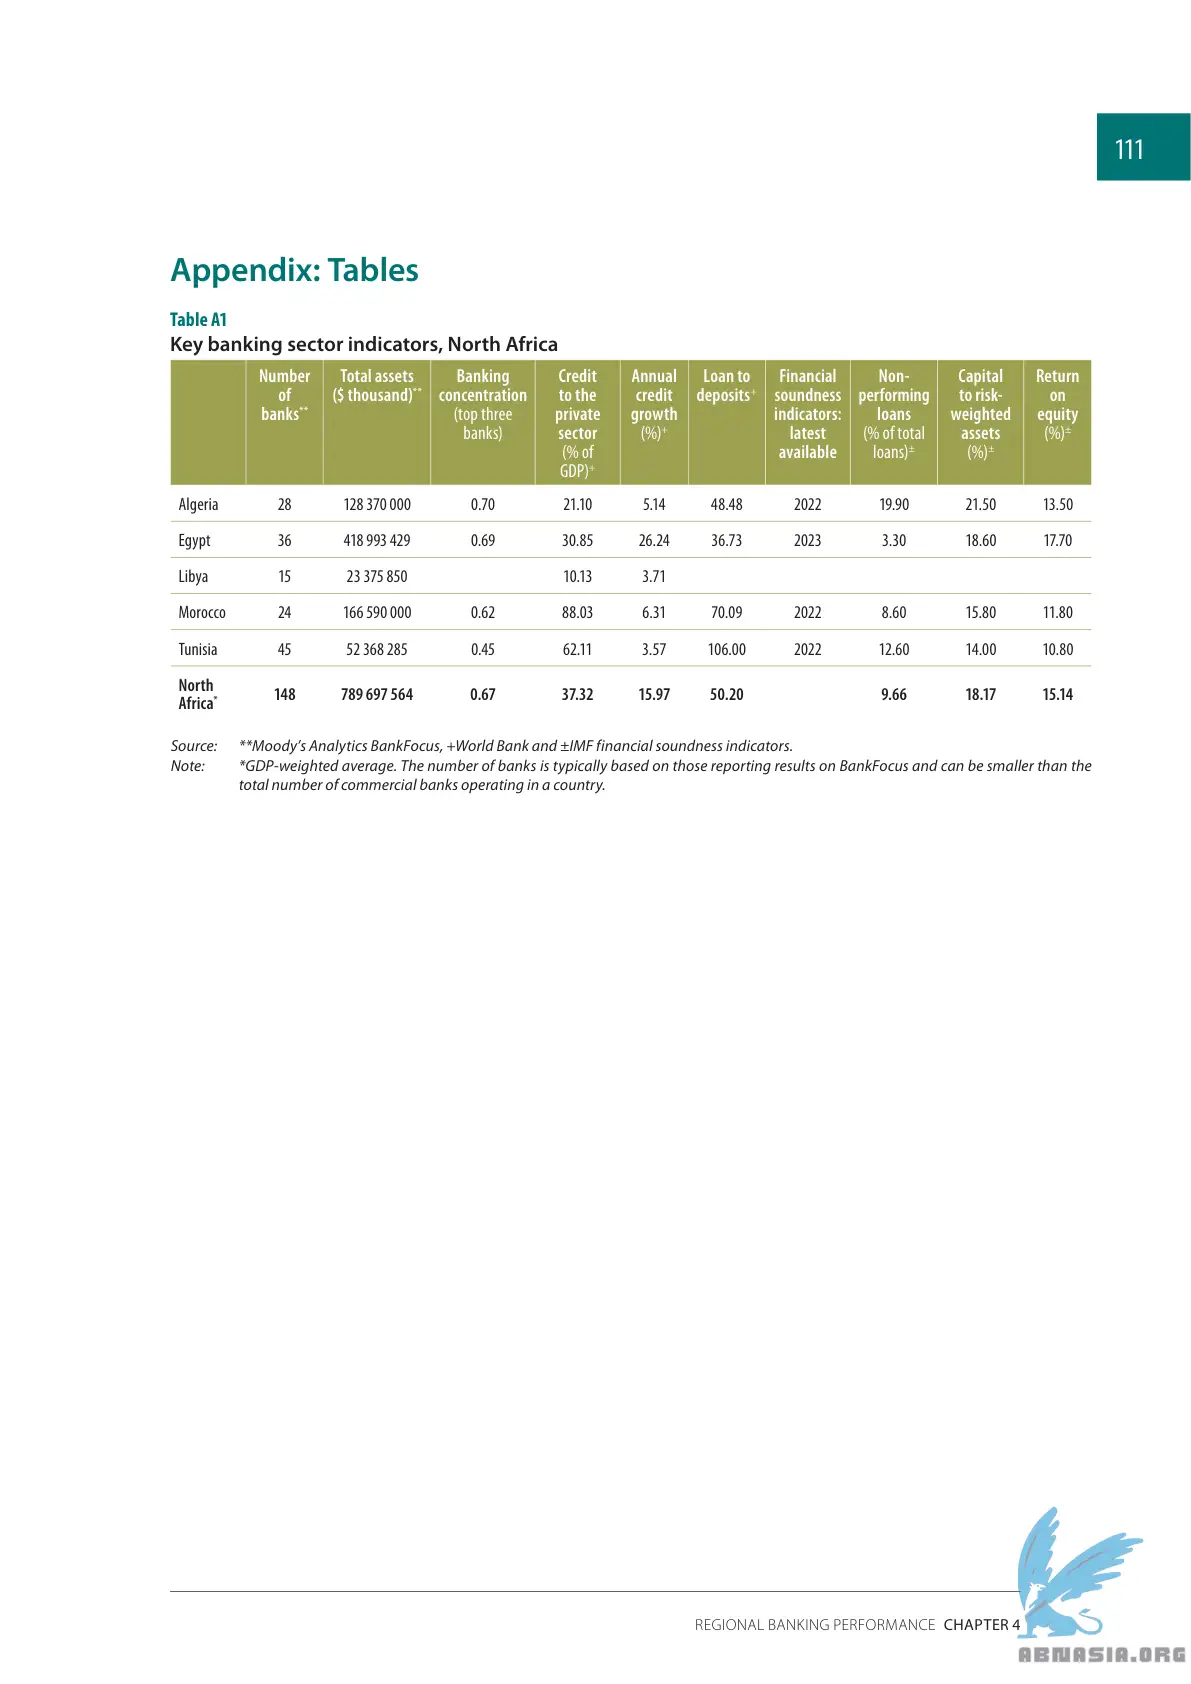 111
Appendix: Tables
Table A1
Key banking sector indicators, North Africa
Number of banks** Total assets ($ thousand)** Banking concentration (top three banks) Credit to the private sector (% of GDP)+ Annual credit growth (%)+ Loan to deposits+ Financial soundness indicators: latest available Non-performing loans (% of total loans)± Capital to risk-weighted assets (%)± Return on equity (%)±
Algeria 28 128 370 000 0.70 21.10 5.14 48.48 2022 19.90 21.50 13.50
Egypt 36 418 993 429 0.69 30.85 26.24 36.73 2023 3.30 18.60 17.70
Libya 15 23 375 850 10.13 3.71
Morocco 24 166 590 000 0.62 88.03 6.31 70.09 2022 8.60 15.80 11.80
Tunisia 45 52 368 285 0.45 62.11 3.57 106.00 2022 12.60 14.00 10.80
North Africa* 148 789 697 564 0.67 37.32 15.97 50.20 9.66 18.17 15.14
Source: **Moody's Analytics BankFocus, +World Bank and ±IMF financial soundness indicators.
Note: *GDP-weighted average. The number of banks is typically based on those reporting results on BankFocus and can be smaller than the
total number of commercial banks operating in a country.
REGIONAL BANKING PERFORMANCE CHAPTER 4
ABNASIA.ORG